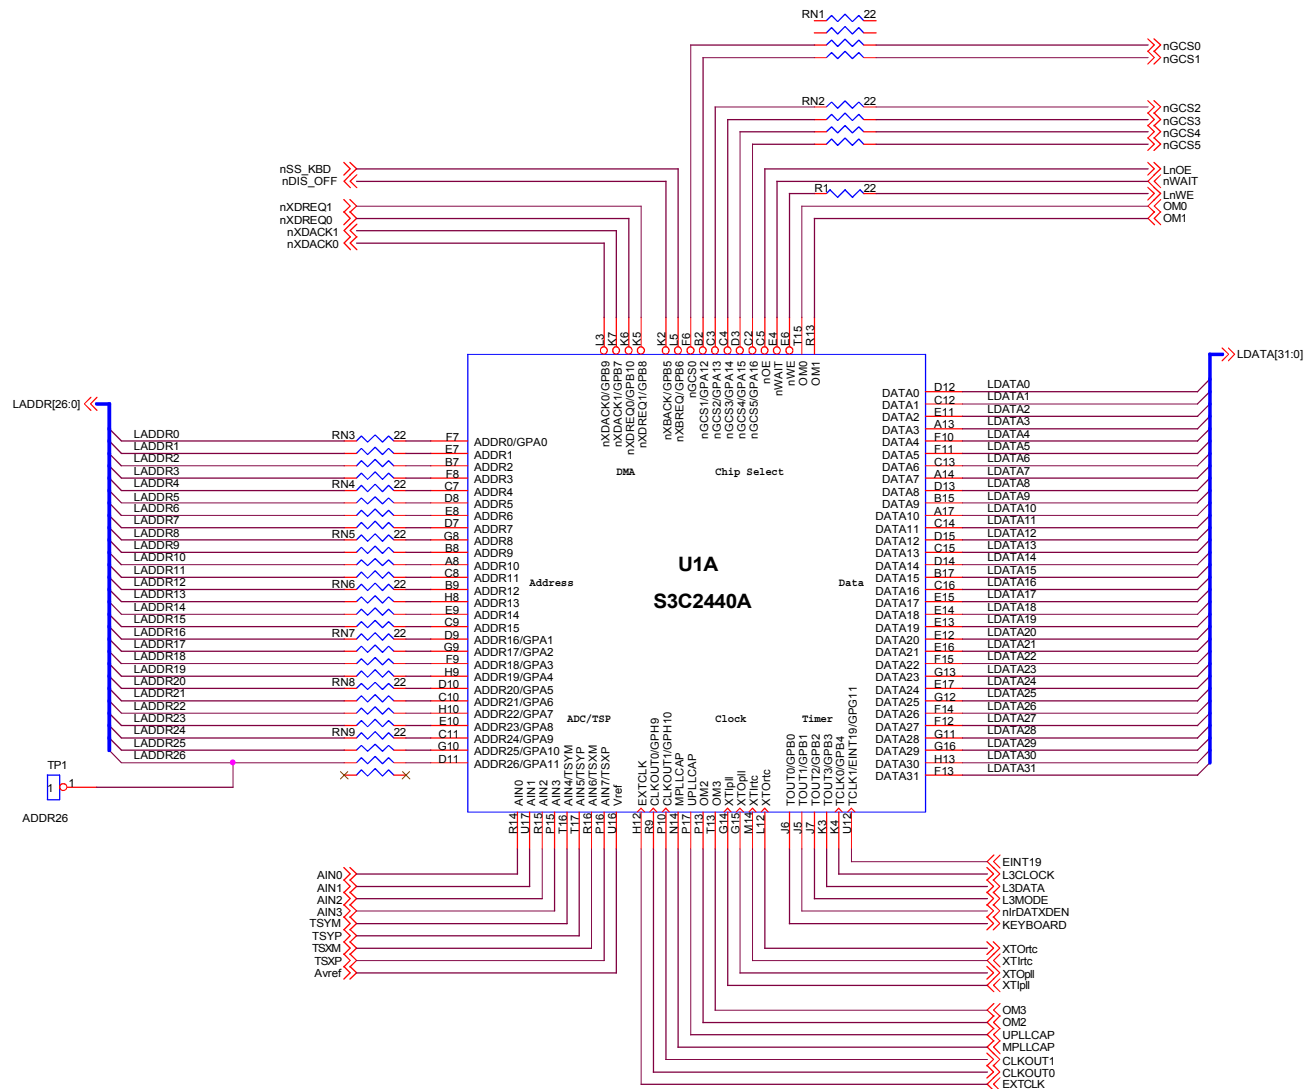 RN1 22
nGCS0
nGCS1
RN2 22
nGCS2
nGCS3
nGCS4
nGCS5
nSS_KBD
nDIS_OFF
LnOE
nWAIT
R1 22
LnWE
OM0
OM1
nXDREQ1
nXDREQ0
nXDACK1
nXDACK0
L3 K7 K6 K5 K2 L5 F6 B2 C3 C4 D3 C2 C5 E4 E6 T15 R13
nXDACK0/GPB9
nXDACK1/GPB7
nXDREQ0/GPB10
nXDREQ1/GPB8
nXBACK/GPB5
nXBREQ/GPB6
nGCS0
nGCS1/GPA12
nGCS2/GPA13
nGCS3/GPA14
nGCS4/GPA15
nGCS5/GPA16
nOE
nWAIT
nWE
OM0
OM1
DMA
Chip Select
LADDR[26:0]
LDATA[31:0]
LADDR0 RN3 22 F7 ADDR0/GPA0
LADDR1 E7 ADDR1
LADDR2 B7 ADDR2
LADDR3 F8 ADDR3
LADDR4 RN4 22 C7 ADDR4
LADDR5 D8 ADDR5
LADDR6 E8 ADDR6
LADDR7 D7 ADDR7
LADDR8 RN5 22 G8 ADDR8
LADDR9 B8 ADDR9
LADDR10 A8 ADDR10
LADDR11 C8 ADDR11
LADDR12 RN6 22 B9 ADDR12
LADDR13 H8 ADDR13
LADDR14 E9 ADDR14
LADDR15 C9 ADDR15
LADDR16 RN7 22 D9 ADDR16/GPA1
LADDR17 G9 ADDR17/GPA2
LADDR18 F9 ADDR18/GPA3
LADDR19 H9 ADDR19/GPA4
LADDR20 RN8 22 D10 ADDR20/GPA5
LADDR21 C10 ADDR21/GPA6
LADDR22 H10 ADDR22/GPA7
LADDR23 E10 ADDR23/GPA8
LADDR24 RN9 22 C11 ADDR24/GPA9
LADDR25 G10 ADDR25/GPA10
LADDR26 D11 ADDR26/GPA11
Address
U1A
S3C2440A
Data
DATA0 D12 LDATA0
DATA1 C12 LDATA1
DATA2 E11 LDATA2
DATA3 A13 LDATA3
DATA4 F10 LDATA4
DATA5 F11 LDATA5
DATA6 C13 LDATA6
DATA7 A14 LDATA7
DATA8 D13 LDATA8
DATA9 B15 LDATA9
DATA10 A17 LDATA10
DATA11 C14 LDATA11
DATA12 D15 LDATA12
DATA13 C15 LDATA13
DATA14 D14 LDATA14
DATA15 B17 LDATA15
DATA16 C16 LDATA16
DATA17 E15 LDATA17
DATA18 E14 LDATA18
DATA19 E13 LDATA19
DATA20 E12 LDATA20
DATA21 E16 LDATA21
DATA22 F15 LDATA22
DATA23 G13 LDATA23
DATA24 E17 LDATA24
DATA25 G12 LDATA25
DATA26 F14 LDATA26
DATA27 F12 LDATA27
DATA28 G11 LDATA28
DATA29 G16 LDATA29
DATA30 H13 LDATA30
DATA31 F13 LDATA31
ADC/TSP
Clock
Timer
TP1
1 1
ADDR26
AIN0
AIN1
AIN2
AIN3
AIN4/TSYM
AIN5/TSYP
AIN6/TSXM
AIN7/TSXP
Vref
EXTCLK
CLKOUT0/GPH9
CLKOUT1/GPH10
MPLLCAP
UPLLCAP
OM2
OM3
XTIpll
XTOpll
XTIrtc
XTOrtc
TOUT0/GPB0
TOUT1/GPB1
TOUT2/GPB2
TOUT3/GPB3
TCLK0/GPB4
TCLK1/EINT19/GPG11
R14 U17 R15 P15 T16 T17 R16 P16 U16 H12 R9 P10 N14 P17 P13 T13 G14 G15 M14 L12 J6 J5 J7 K3 K4 U12
AIN0
AIN1
AIN2
AIN3
TSYM
TSYP
TSXM
TSXP
Avref
EINT19
L3CLOCK
L3DATA
L3MODE
nIrDATXDEN
KEYBOARD
XTOrtc
XTIrtc
XTOpll
XTIpll
OM3
OM2
UPLLCAP
MPLLCAP
CLKOUT1
CLKOUT0
EXTCLK